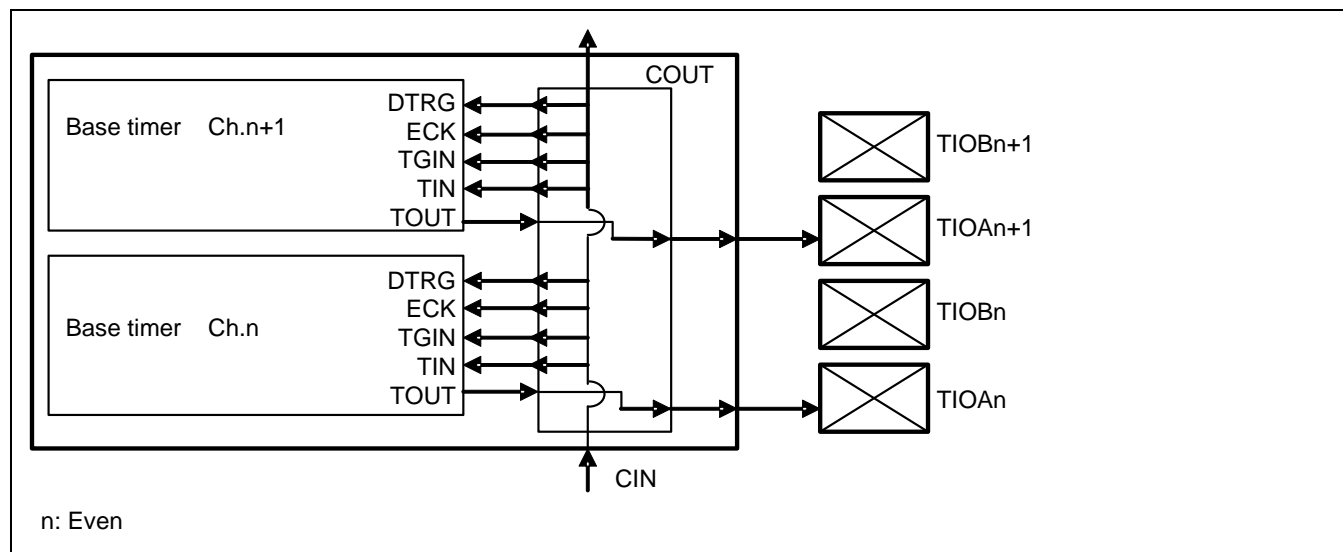 COUT
DTRG
Base timer Ch.n+1
ECK
TIOBn+1
TGIN
TIN
TOUT
TIOAn+1
DTRG
ECK
TIOBn
Base timer Ch.n
TGIN
TIN
TOUT
TIOAn
CIN
n: Even